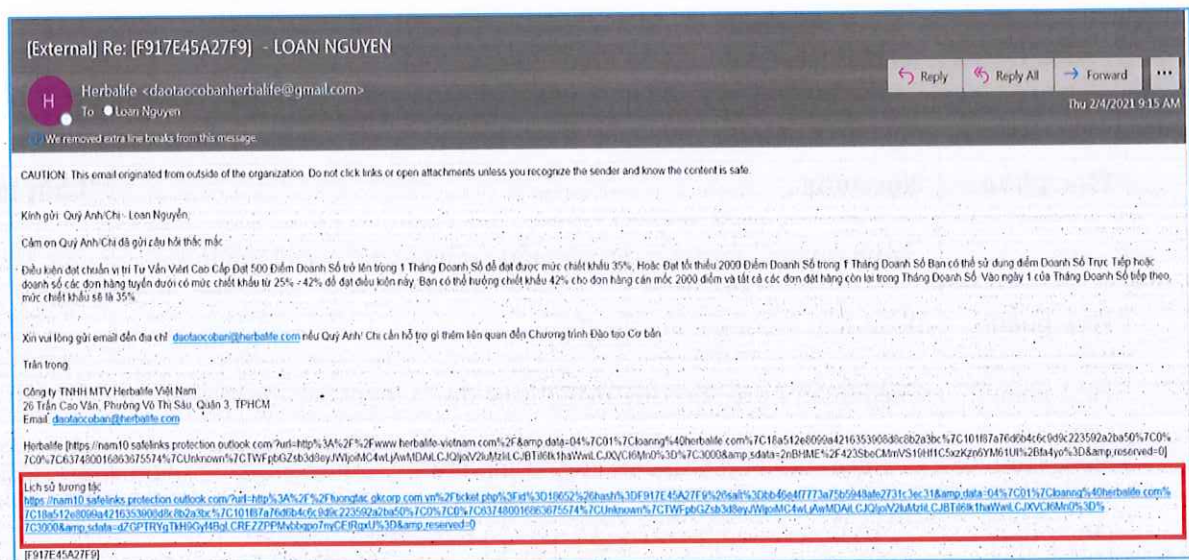 [External] Re: [F917E45A27F9] - LOAN NGUYEN
Reply
Reply All
Forward
...
H
Herbalife <daotaocobanherbalife@gmail.com>
To Loan Nguyen
Thu 2/4/2021 9:15 AM
We removed extra line breaks from this message.
CAUTION: This email originated from outside of the organization. Do not click links or open attachments unless you recognize the sender and know the content is safe.
Kính gửi: Quý Anh/Chị - Loan Nguyễn,
Cảm ơn Quý Anh/Chị đã gửi câu hỏi thắc mắc
Điều kiện đạt chuẩn vị trí Tư Vấn Viên Cao Cấp Đạt 500 Điểm Doanh Số trở lên trong 1 Tháng Doanh Số để đạt được mức chiết khấu 35%, Hoặc Đạt tối thiểu 2000 Điểm Doanh Số trong 1 Tháng Doanh Số Bạn có thể sử dụng điểm Doanh Số Trực Tiếp hoặc
doanh số các đơn hàng tuyến dưới có mức chiết khấu từ 25% - 42% để đạt điều kiện này, Bạn có thể hưởng chiết khấu 42% cho đơn hàng cán mốc 2000 điểm và tất cả các đơn đặt hàng còn lại trong Tháng Doanh Số. Vào ngày 1 của Tháng Doanh Số tiếp theo,
mức chiết khấu sẽ là 35%.
Xin vui lòng gửi email đến địa chỉ daotaocoban@herbalife.com nếu Quý Anh/ Chị cần hỗ trợ gì thêm liên quan đến Chương trình Đào tạo Cơ bản.
Trân trọng
Công ty TNHH MTV Herbalife Việt Nam
26 Trần Cao Vân, Phường Võ Thị Sáu, Quận 3, TPHCM
Email: daotaocoban@herbalife.com
Lịch sử tương tác
[F917E45A27F9]